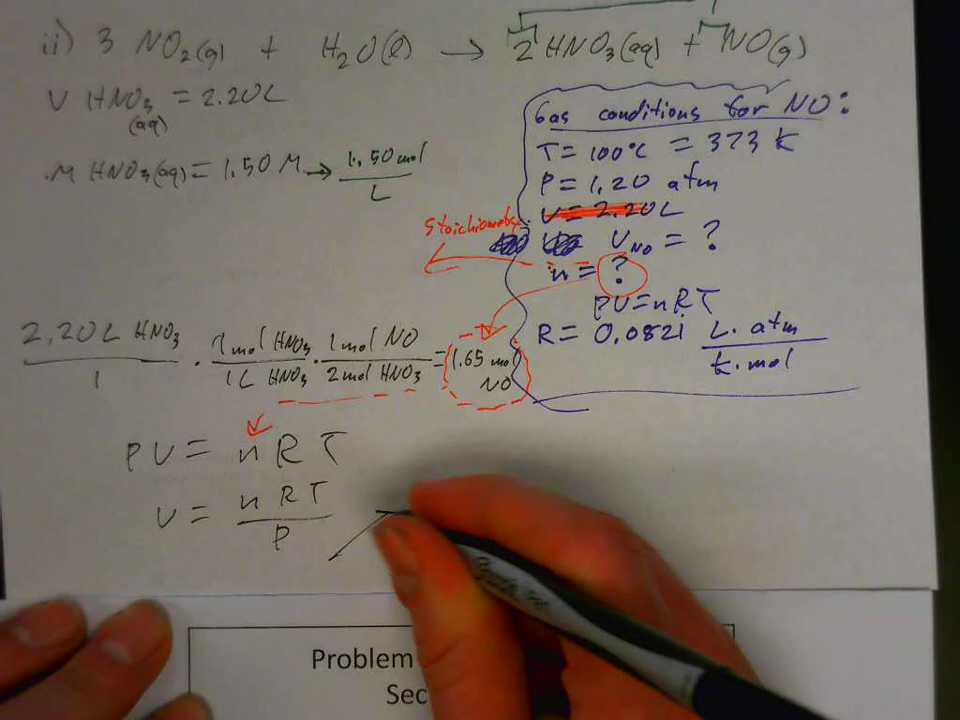 ii) 3 NO₂(g) + H₂O(l) → 2 HNO₃(aq) + NO(g)
V HNO₃(aq) = 2.20L
M HNO₃(aq) = 1.50 M → 1.50 mol / L
Gas conditions for NO:
T = 100°C = 373 K
P = 1.20 atm
V = 2.20L
V_NO = ?
n = ?
Stoichiometry
PV = nRT
R = 0.0821 L. atm / K. mol
2.20L HNO₃ / 1 · 1 mol HNO₃ / 1L HNO₃ · 1 mol NO / 2 mol HNO₃ = 1.65 mol NO
PV = n R T
V = n R T / P
Problem
Sec